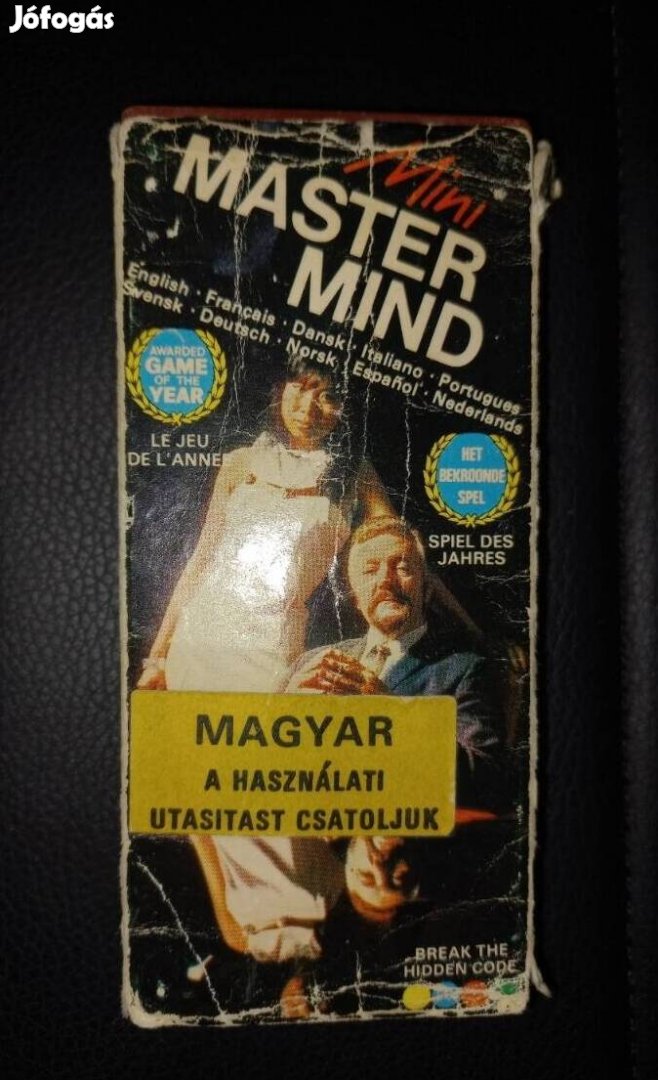 Jófogás
Mini
MASTER
MIND
English · Français · Dansk · Italiano · Portugues
Svensk · Deutsch · Norsk · Español · Nederlands
AWARDED
GAME
OF THE
YEAR
LE JEU
DE L'ANNEE
HET
BEKROONDE
SPEL
SPIEL DES
JAHRES
MAGYAR
A HASZNÁLATI
UTASITAST CSATOLJUK
BREAK THE
HIDDEN CODE